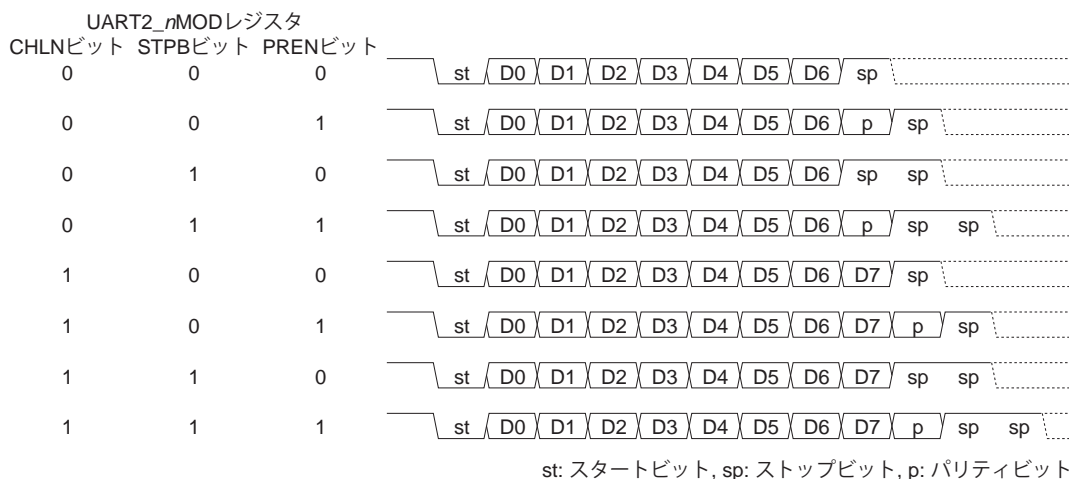 UART2_nMODレジスタ
CHLNビット STPBビット PRENビット
0 0 0 st D0 D1 D2 D3 D4 D5 D6 sp
0 0 1 st D0 D1 D2 D3 D4 D5 D6 p sp
0 1 0 st D0 D1 D2 D3 D4 D5 D6 sp sp
0 1 1 st D0 D1 D2 D3 D4 D5 D6 p sp sp
1 0 0 st D0 D1 D2 D3 D4 D5 D6 D7 sp
1 0 1 st D0 D1 D2 D3 D4 D5 D6 D7 p sp
1 1 0 st D0 D1 D2 D3 D4 D5 D6 D7 sp sp
1 1 1 st D0 D1 D2 D3 D4 D5 D6 D7 p sp sp
st: スタートビット, sp: ストップビット, p: パリティビット